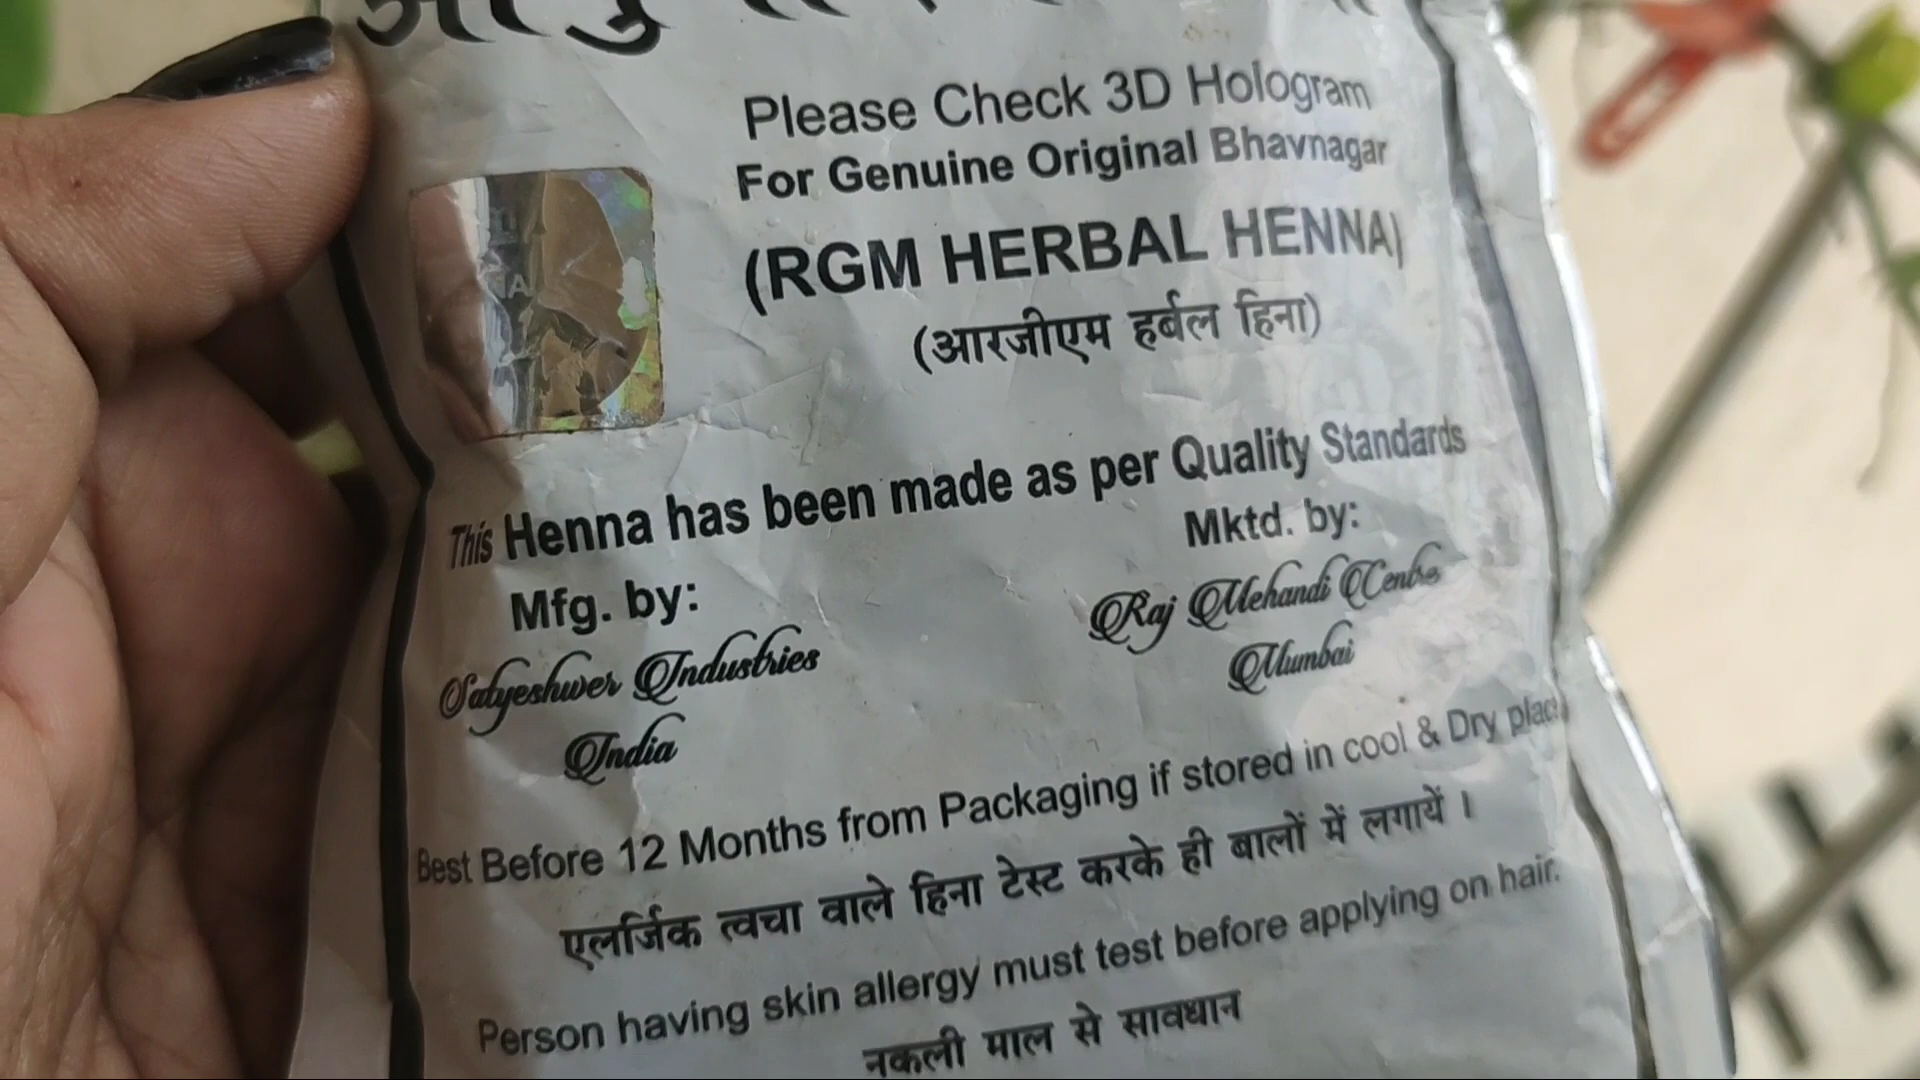 Please Check 3D Hologram
For Genuine Original Bhavnagar
(RGM HERBAL HENNA)
(आरजीएम हर्बल हिना)
This Henna has been made as per Quality Standards
Mfg. by:
Mktd. by:
Satyeshwer Industries
Raj Mehandi Centre
India
Mumbai
Best Before 12 Months from Packaging if stored in cool & Dry place
एलर्जिक त्वचा वाले हिना टेस्ट करके ही बालों में लगायें ।
Person having skin allergy must test before applying on hair.
नकली माल से सावधान